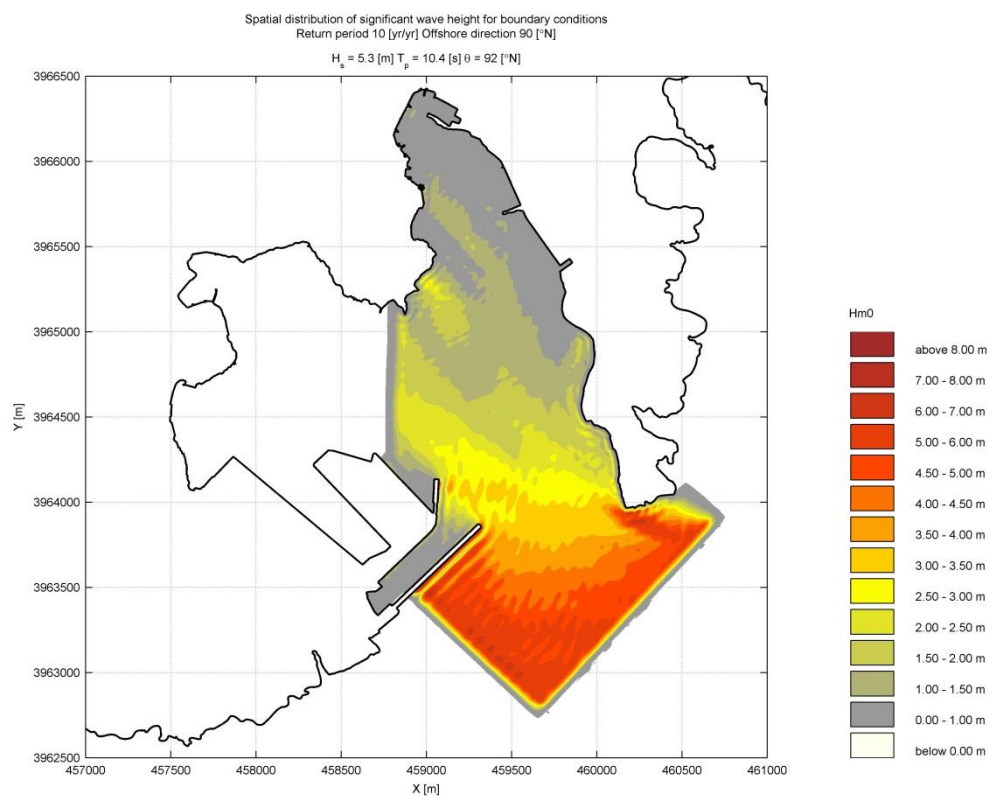 Spatial distribution of significant wave height for boundary conditions
Return period 10 [yr/yr] Offshore direction 90 [°N]
H_s = 5.3 [m] T_p = 10.4 [s] θ = 92 [°N]
3966500
3966000
3965500
3965000
3964500
3964000
3963500
3963000
3962500
Y [m]
457000 457500 458000 458500 459000 459500 460000 460500 461000
X [m]
Hm0
above 8.00 m
7.00 - 8.00 m
6.00 - 7.00 m
5.00 - 6.00 m
4.50 - 5.00 m
4.00 - 4.50 m
3.50 - 4.00 m
3.00 - 3.50 m
2.50 - 3.00 m
2.00 - 2.50 m
1.50 - 2.00 m
1.00 - 1.50 m
0.00 - 1.00 m
below 0.00 m